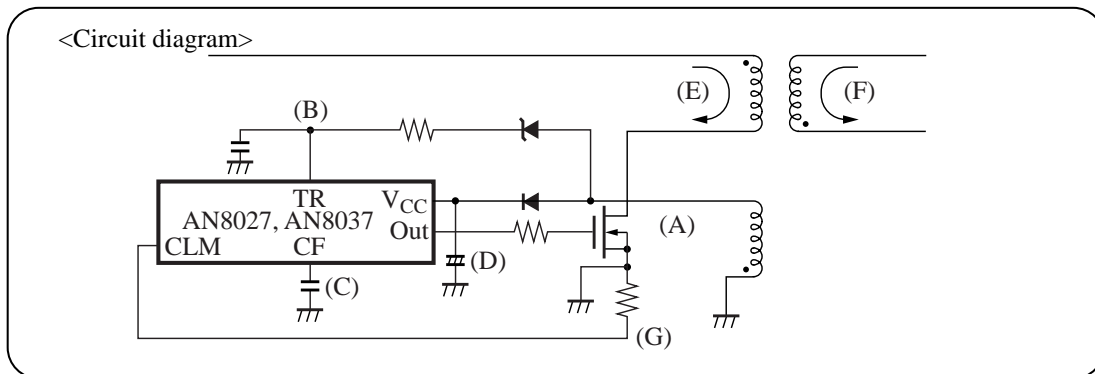 <Circuit diagram>
(E)
(F)
(B)
TR
VCC
AN8027, AN8037
Out
(A)
CLM
CF
(D)
(C)
(G)